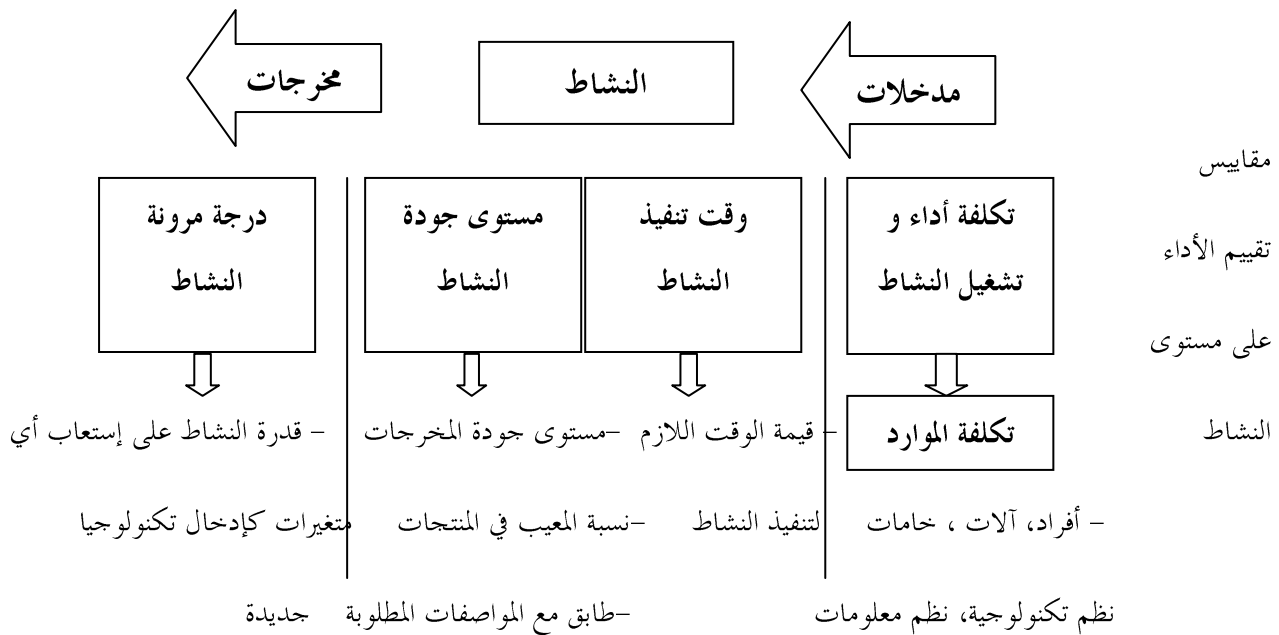 مدخلات
النشاط
مخرجات
مقاييس
تقييم الأداء
على مستوى
النشاط
تكلفة أداء و
تشغيل النشاط
وقت تنفيذ
النشاط
مستوى جودة
النشاط
درجة مرونة
النشاط
تكلفة الموارد
– أفراد، آلات ، خامات
نظم تكنولوجية، نظم معلومات
– قيمة الوقت اللازم
لتنفيذ النشاط
–مستوى جودة المخرجات
–نسبة المعيب في المنتجات
–طابق مع المواصفات المطلوبة
– قدرة النشاط على إستعاب أي
متغيرات كإدخال تكنولوجيا
جديدة